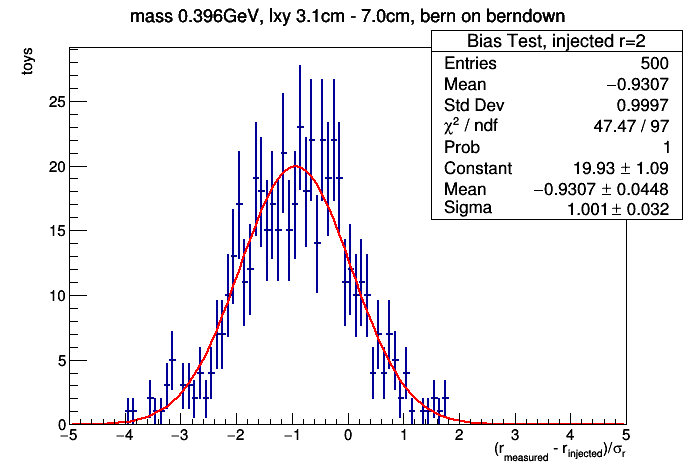 mass 0.396GeV, lxy 3.1cm - 7.0cm, bern on berndown
toys
Bias Test, injected r=2
Entries 500
Mean −0.9307
Std Dev 0.9997
χ² / ndf 47.47 / 97
Prob 1
Constant 19.93 ± 1.09
Mean −0.9307 ± 0.0448
Sigma 1.001 ± 0.032
25
20
15
10
5
0
−5 −4 −3 −2 −1 0 1 2 3 4 5
(r_measured - r_injected)/σ_r